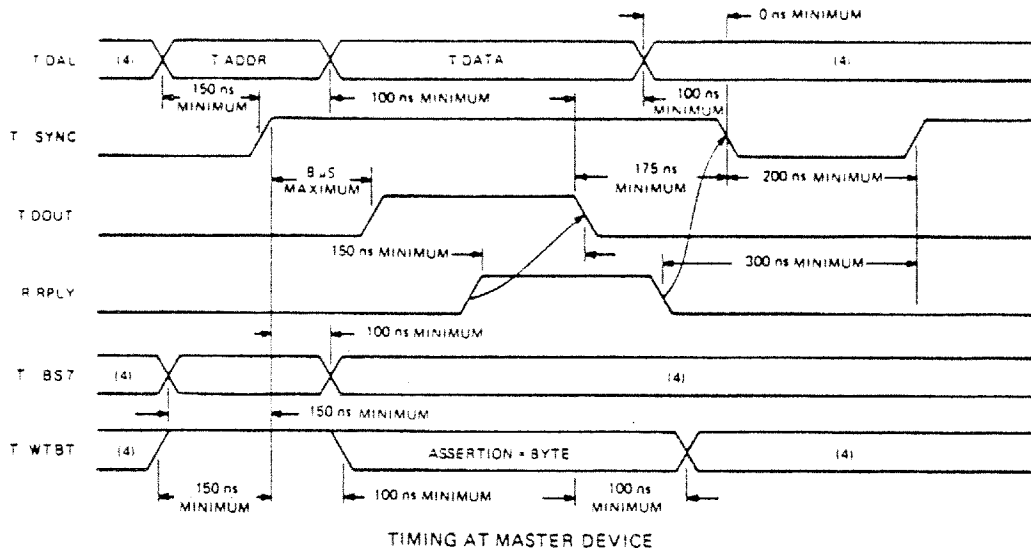 0 ns MINIMUM
T DAL (4) T ADDR T DATA (4)
150 ns MINIMUM
100 ns MINIMUM
100 ns MINIMUM
T SYNC
8 µS MAXIMUM
175 ns MINIMUM
200 ns MINIMUM
T DOUT
150 ns MINIMUM
300 ns MINIMUM
R RPLY
100 ns MINIMUM
T BS7 (4) (4)
150 ns MINIMUM
T WTBT (4) ASSERTION = BYTE (4)
150 ns MINIMUM
100 ns MINIMUM
100 ns MINIMUM
TIMING AT MASTER DEVICE